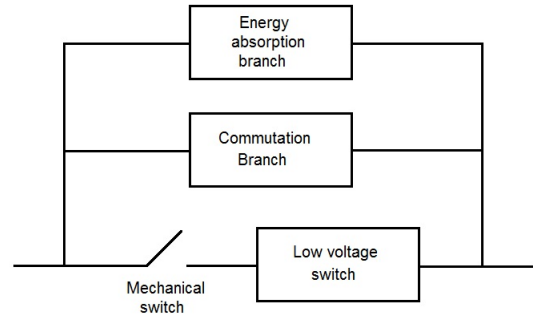 Energy
absorption
branch
Commutation
Branch
Low voltage
switch
Mechanical
switch